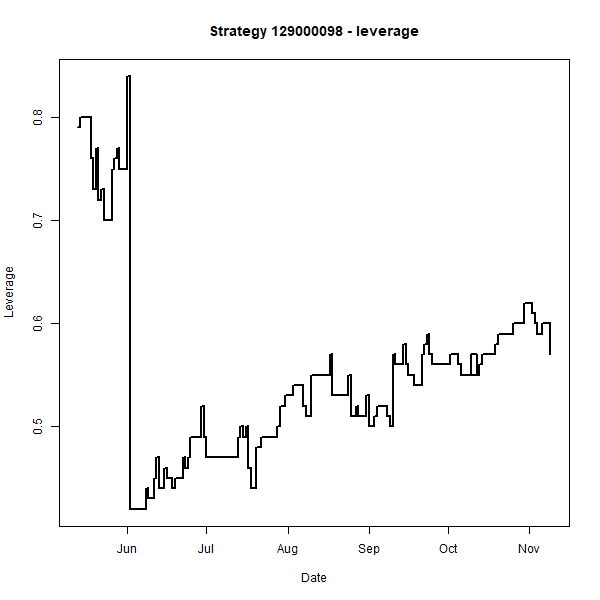 Strategy 129000098 - leverage
Leverage
0.8
0.7
0.6
0.5
Jun Jul Aug Sep Oct Nov
Date